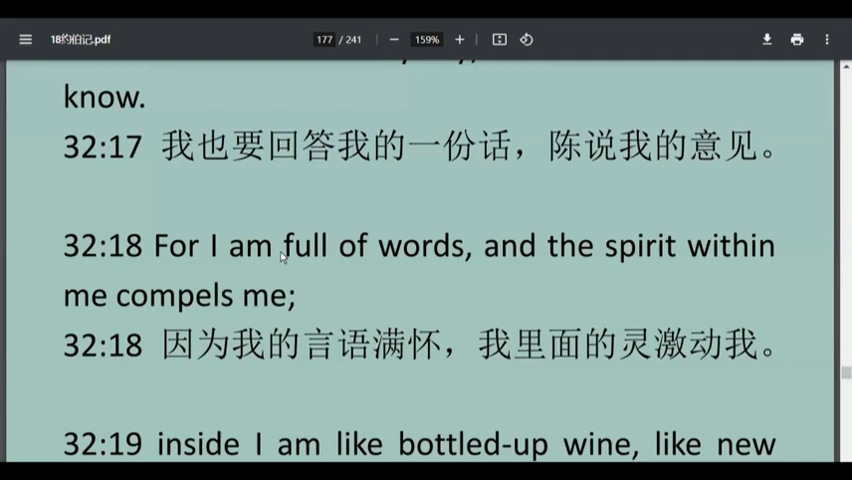 18约伯记.pdf
177 / 241
159%
know.
32:17 我也要回答我的一份话，陈说我的意见。
32:18 For I am full of words, and the spirit within
me compels me;
32:18 因为我的言语满怀，我里面的灵激动我。
32:19 inside I am like bottled-up wine, like new